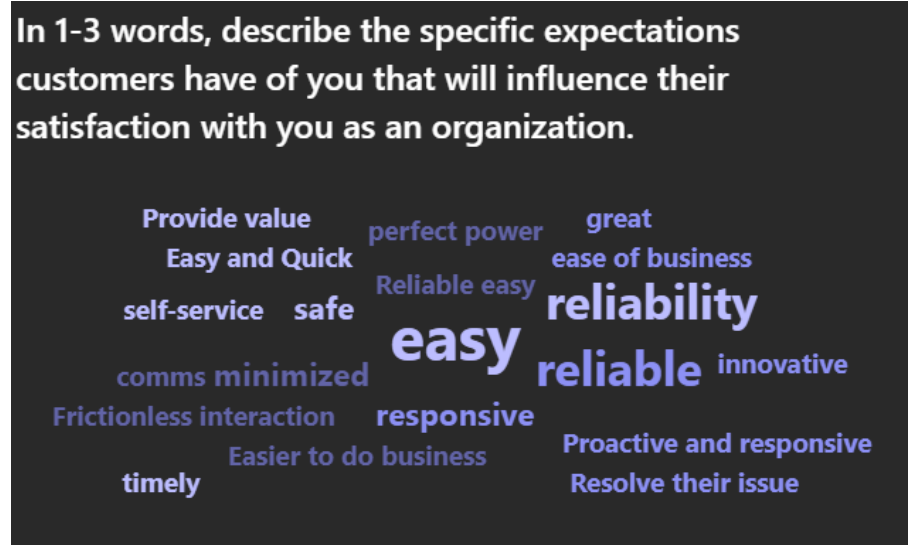 In 1-3 words, describe the specific expectations
customers have of you that will influence their
satisfaction with you as an organization.
Provide value
perfect power
great
Easy and Quick
ease of business
Reliable easy
self-service
safe
reliability
easy
reliable
innovative
comms minimized
Frictionless interaction
responsive
Easier to do business
Proactive and responsive
timely
Resolve their issue